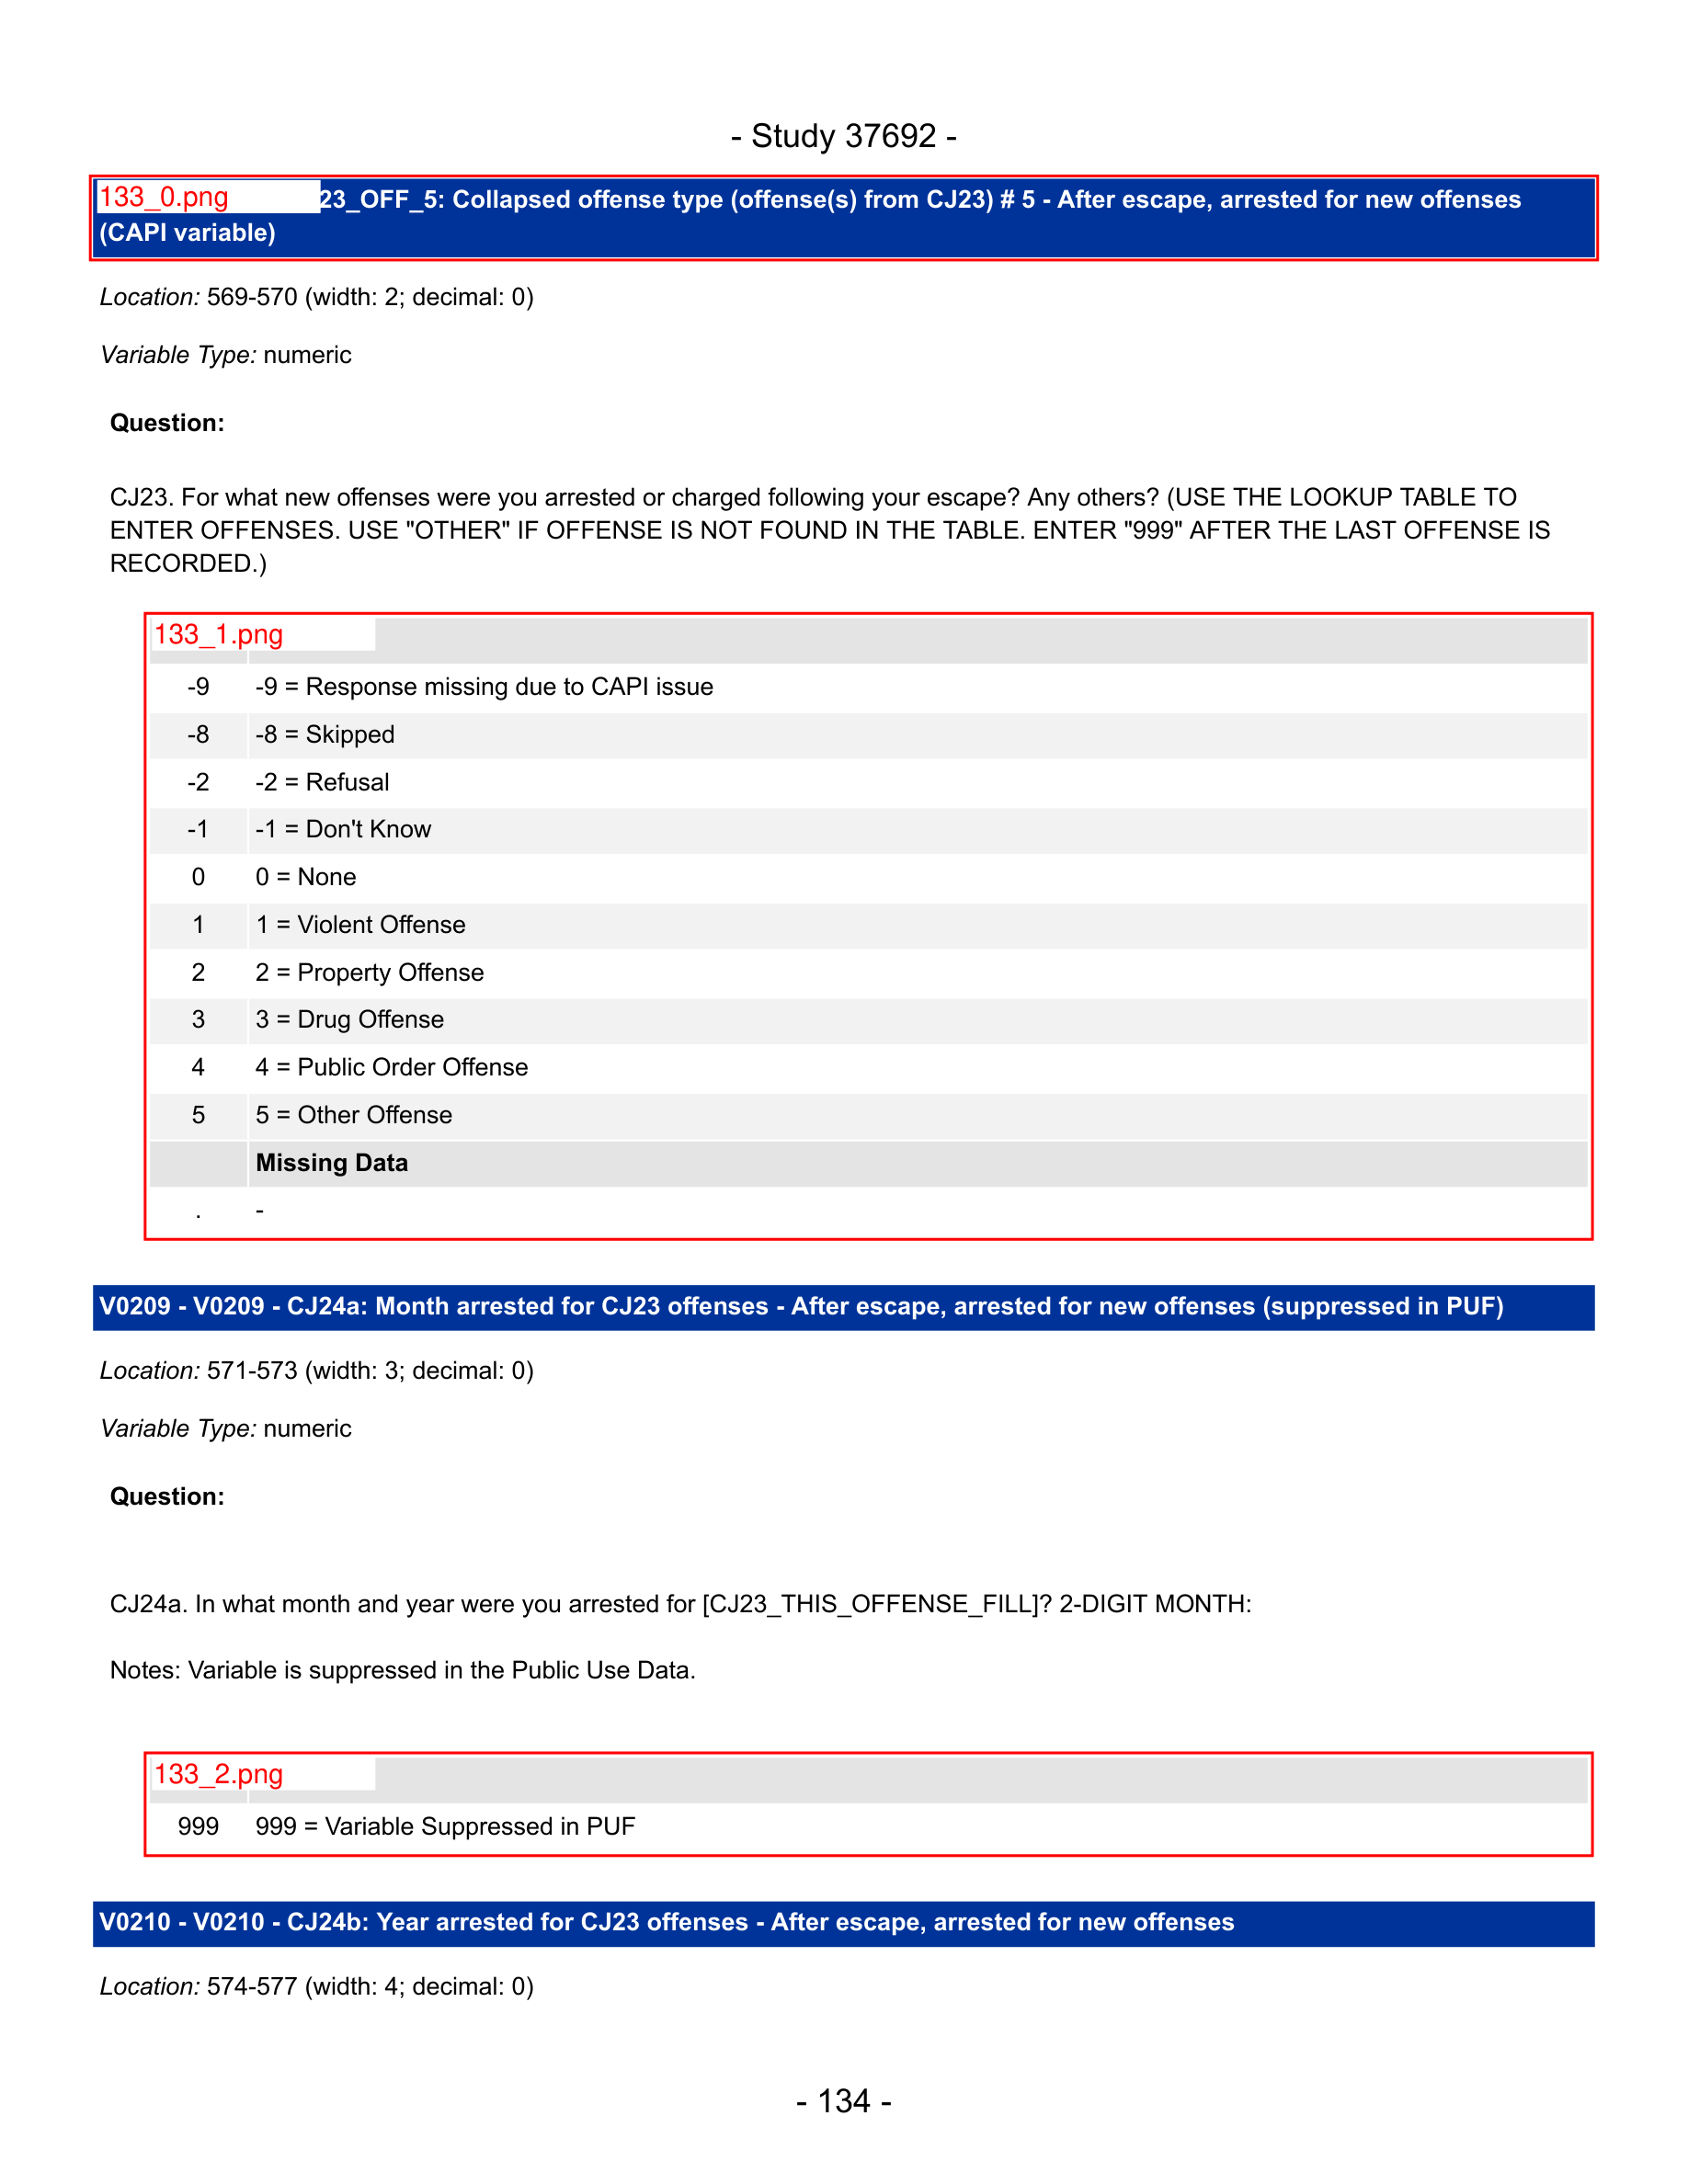 - Study 37692 -
133_0.png 23_OFF_5: Collapsed offense type (offense(s) from CJ23) # 5 - After escape, arrested for new offenses
(CAPI variable)
Location: 569-570 (width: 2; decimal: 0)
Variable Type: numeric
Question:
CJ23. For what new offenses were you arrested or charged following your escape? Any others? (USE THE LOOKUP TABLE TO
ENTER OFFENSES. USE "OTHER" IF OFFENSE IS NOT FOUND IN THE TABLE. ENTER "999" AFTER THE LAST OFFENSE IS
RECORDED.)
133_1.png
-9 -9 = Response missing due to CAPI issue
-8 -8 = Skipped
-2 -2 = Refusal
-1 -1 = Don't Know
0 0 = None
1 1 = Violent Offense
2 2 = Property Offense
3 3 = Drug Offense
4 4 = Public Order Offense
5 5 = Other Offense
Missing Data
. -
V0209 - V0209 - CJ24a: Month arrested for CJ23 offenses - After escape, arrested for new offenses (suppressed in PUF)
Location: 571-573 (width: 3; decimal: 0)
Variable Type: numeric
Question:
CJ24a. In what month and year were you arrested for [CJ23_THIS_OFFENSE_FILL]? 2-DIGIT MONTH:
Notes: Variable is suppressed in the Public Use Data.
133_2.png
999 999 = Variable Suppressed in PUF
V0210 - V0210 - CJ24b: Year arrested for CJ23 offenses - After escape, arrested for new offenses
Location: 574-577 (width: 4; decimal: 0)
- 134 -